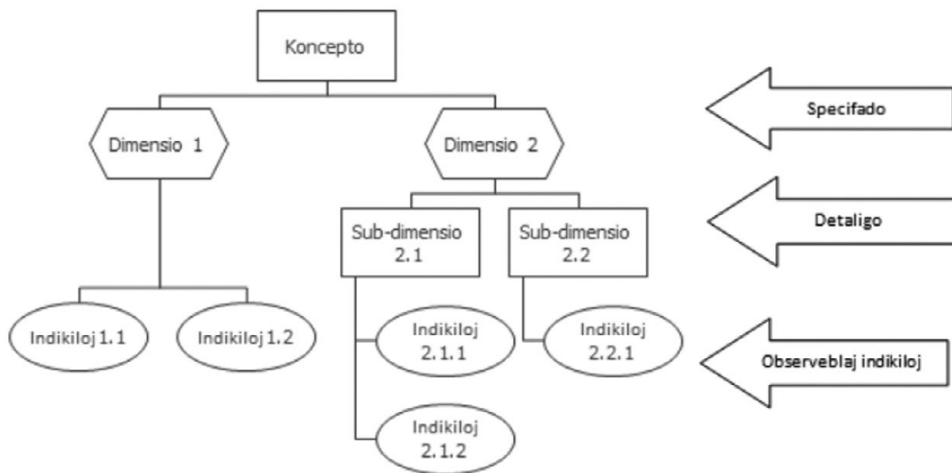 Koncepto
Specifado
Dimensio 1
Dimensio 2
Detaligo
Sub-dimensio
2.1
Sub-dimensio
2.2
Indikiloj 1.1
Indikiloj 1.2
Indikiloj
2.1.1
Indikiloj
2.2.1
Observeblaj indikiloj
Indikiloj
2.1.2